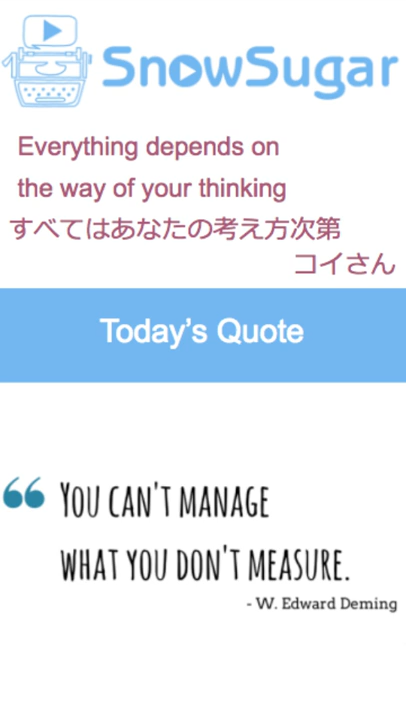 SnowSugar
Everything depends on
the way of your thinking
すべてはあなたの考え方次第
コイさん
Today’s Quote
“ You can't manage
what you don't measure.
- W. Edward Deming